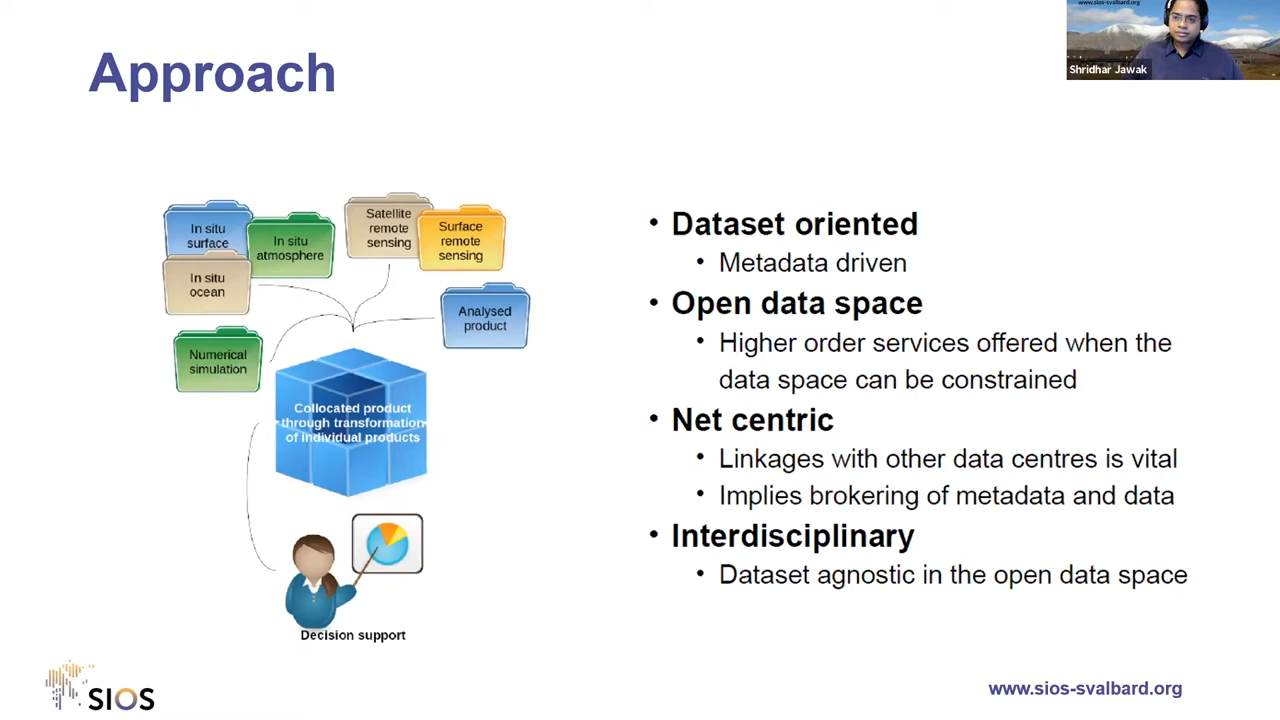 www.sios-svalbard.org
Shridhar Jawak
Approach
In situ
surface
In situ
atmosphere
In situ
ocean
Satellite
remote
sensing
Surface
remote
sensing
Analysed
product
Numerical
simulation
Collocated product
through transformation
of individual products
Decision support
• Dataset oriented
• Metadata driven
• Open data space
• Higher order services offered when the
data space can be constrained
• Net centric
• Linkages with other data centres is vital
• Implies brokering of metadata and data
• Interdisciplinary
• Dataset agnostic in the open data space
SIOS
www.sios-svalbard.org